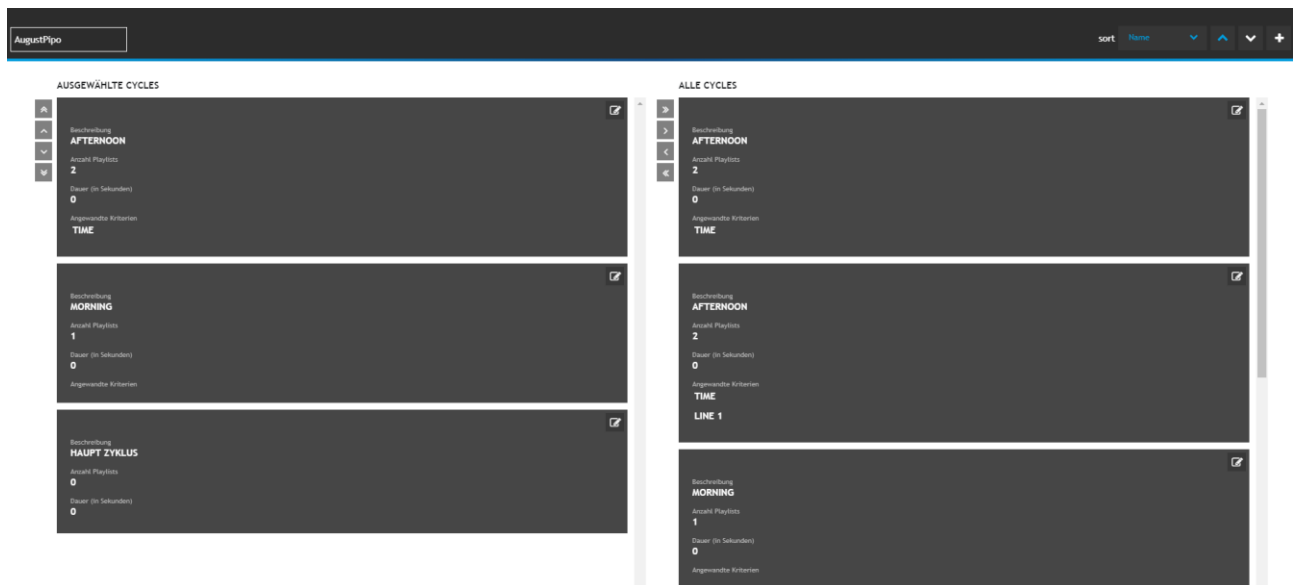 AugustPipo
sort Name
AUSGEWÄHLTE CYCLES
Beschreibung
AFTERNOON
Anzahl Playlists
2
Dauer (in Sekunden)
0
Angewandte Kriterien
TIME
Beschreibung
MORNING
Anzahl Playlists
1
Dauer (in Sekunden)
0
Angewandte Kriterien
Beschreibung
HAUPT ZYKLUS
Anzahl Playlists
0
Dauer (in Sekunden)
0
ALLE CYCLES
Beschreibung
AFTERNOON
Anzahl Playlists
2
Dauer (in Sekunden)
0
Angewandte Kriterien
TIME
Beschreibung
AFTERNOON
Anzahl Playlists
2
Dauer (in Sekunden)
0
Angewandte Kriterien
TIME
LINE 1
Beschreibung
MORNING
Anzahl Playlists
1
Dauer (in Sekunden)
0
Angewandte Kriterien